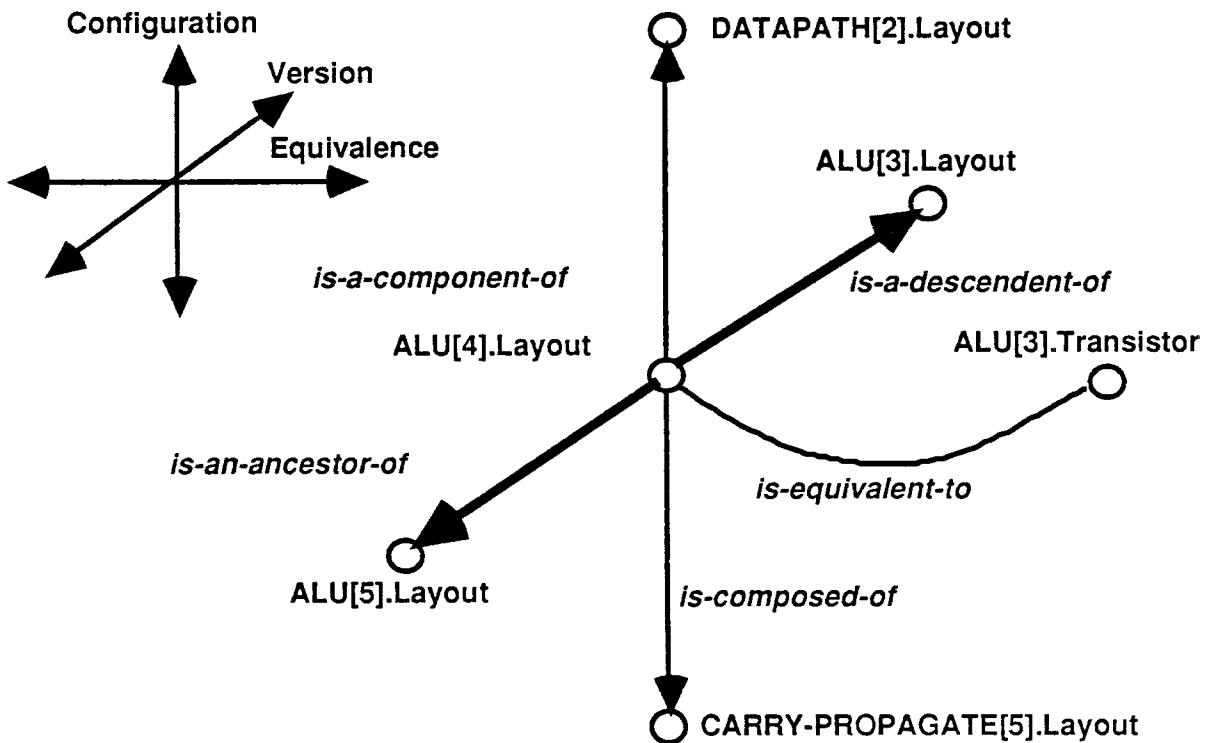 Configuration
Version
Equivalence
DATAPATH[2].Layout
ALU[3].Layout
is-a-component-of
is-a-descendent-of
ALU[4].Layout
ALU[3].Transistor
is-an-ancestor-of
is-equivalent-to
ALU[5].Layout
is-composed-of
CARRY-PROPAGATE[5].Layout